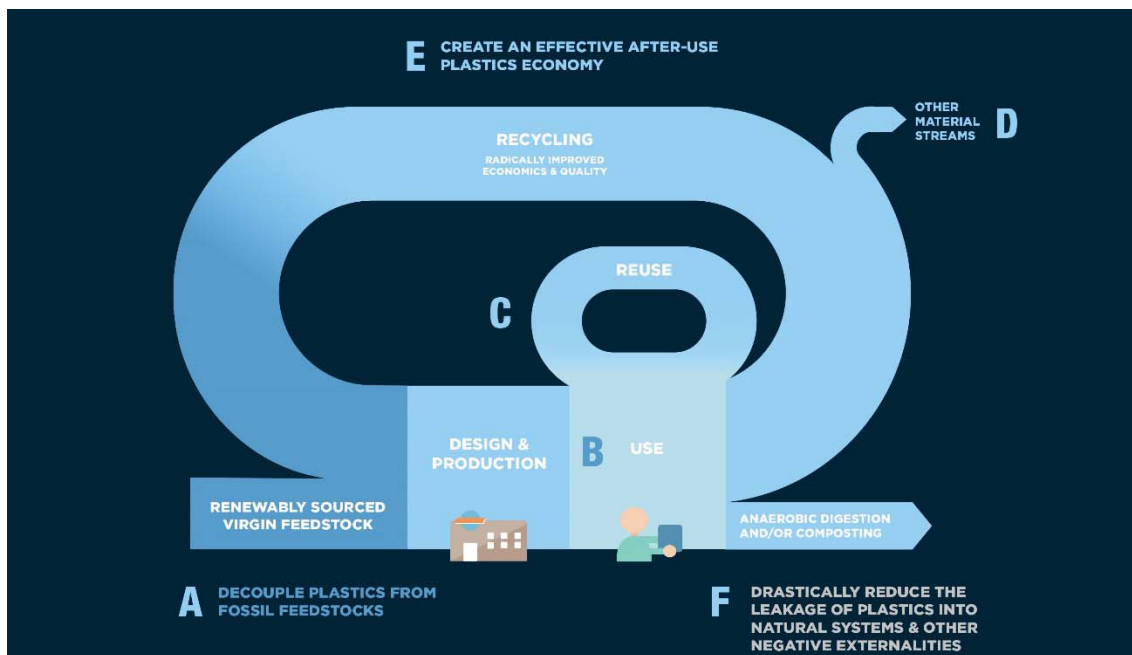 E CREATE AN EFFECTIVE AFTER-USE
PLASTICS ECONOMY
OTHER
MATERIAL
STREAMS
D
RECYCLING
RADICALLY IMPROVED
ECONOMICS & QUALITY
REUSE
C
DESIGN &
PRODUCTION
B
USE
RENEWABLY SOURCED
VIRGIN FEEDSTOCK
ANAEROBIC DIGESTION
AND/OR COMPOSTING
A DECOUPLE PLASTICS FROM
FOSSIL FEEDSTOCKS
F DRASTICALLY REDUCE THE
LEAKAGE OF PLASTICS INTO
NATURAL SYSTEMS & OTHER
NEGATIVE EXTERNALITIES